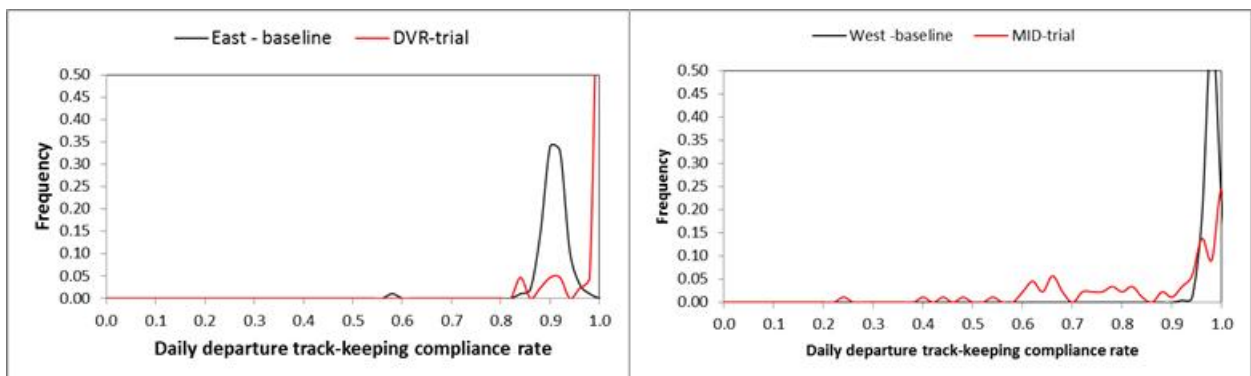 East - baseline DVR-trial
0.50
0.45
0.40
0.35
0.30
0.25
0.20
0.15
0.10
0.05
0.00
Frequency
0.0 0.1 0.2 0.3 0.4 0.5 0.6 0.7 0.8 0.9 1.0
Daily departure track-keeping compliance rate
West -baseline MID-trial
0.50
0.45
0.40
0.35
0.30
0.25
0.20
0.15
0.10
0.05
0.00
Frequency
0.0 0.1 0.2 0.3 0.4 0.5 0.6 0.7 0.8 0.9 1.0
Daily departure track-keeping compliance rate